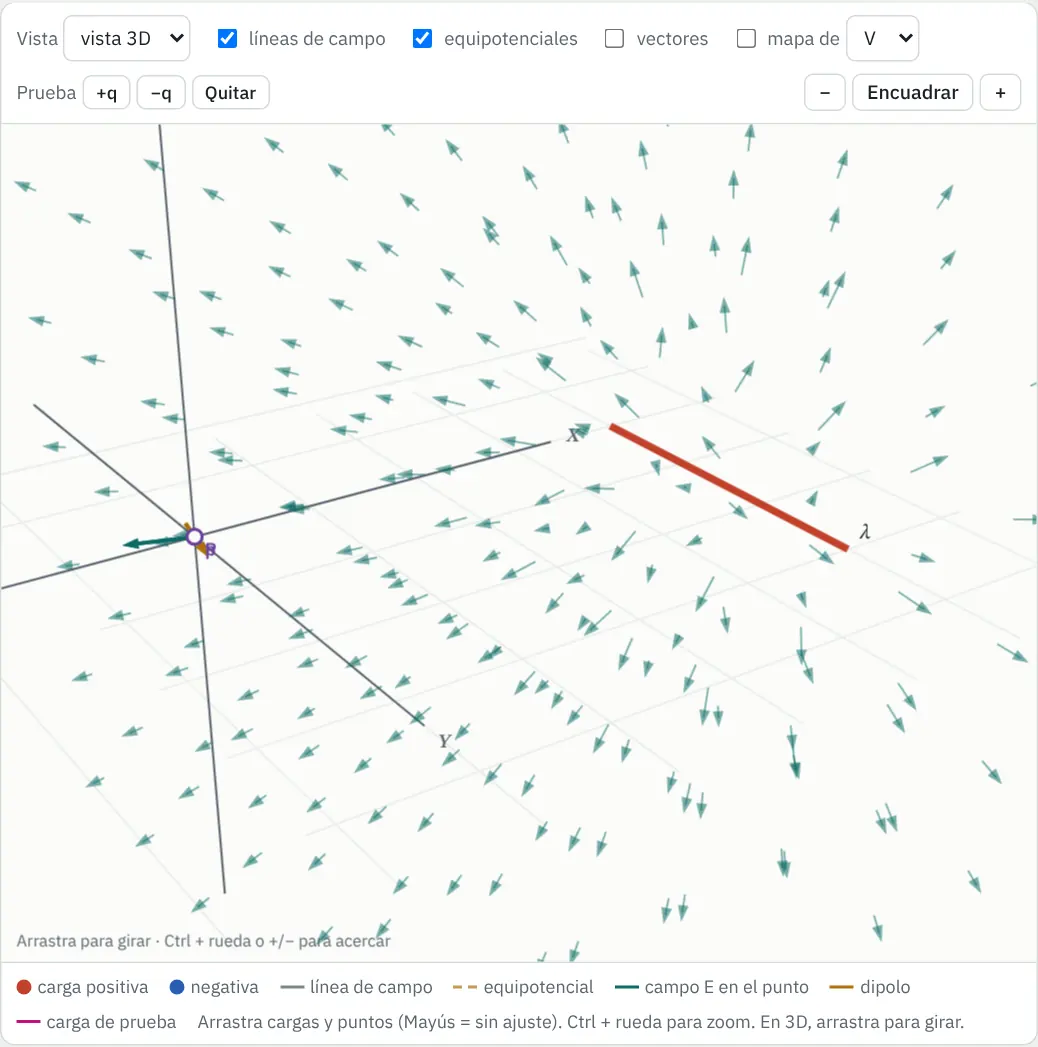 Vista vista 3D líneas de campo equipotenciales vectores mapa de V
Prueba +q −q Quitar − Encuadrar +
X
λ
p
Y
Arrastra para girar · Ctrl + rueda o +/− para acercar
carga positiva negativa línea de campo equipotencial campo E en el punto dipolo
carga de prueba Arrastra cargas y puntos (Mayús = sin ajuste). Ctrl + rueda para zoom. En 3D, arrastra para girar.